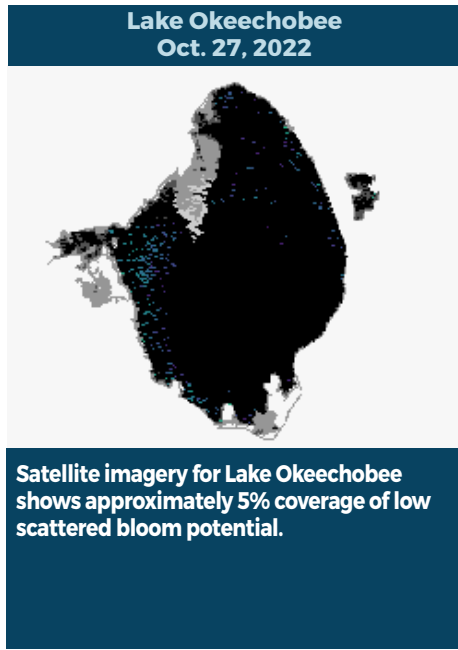 Lake Okeechobee
Oct. 27, 2022
Satellite imagery for Lake Okeechobee
shows approximately 5% coverage of low
scattered bloom potential.